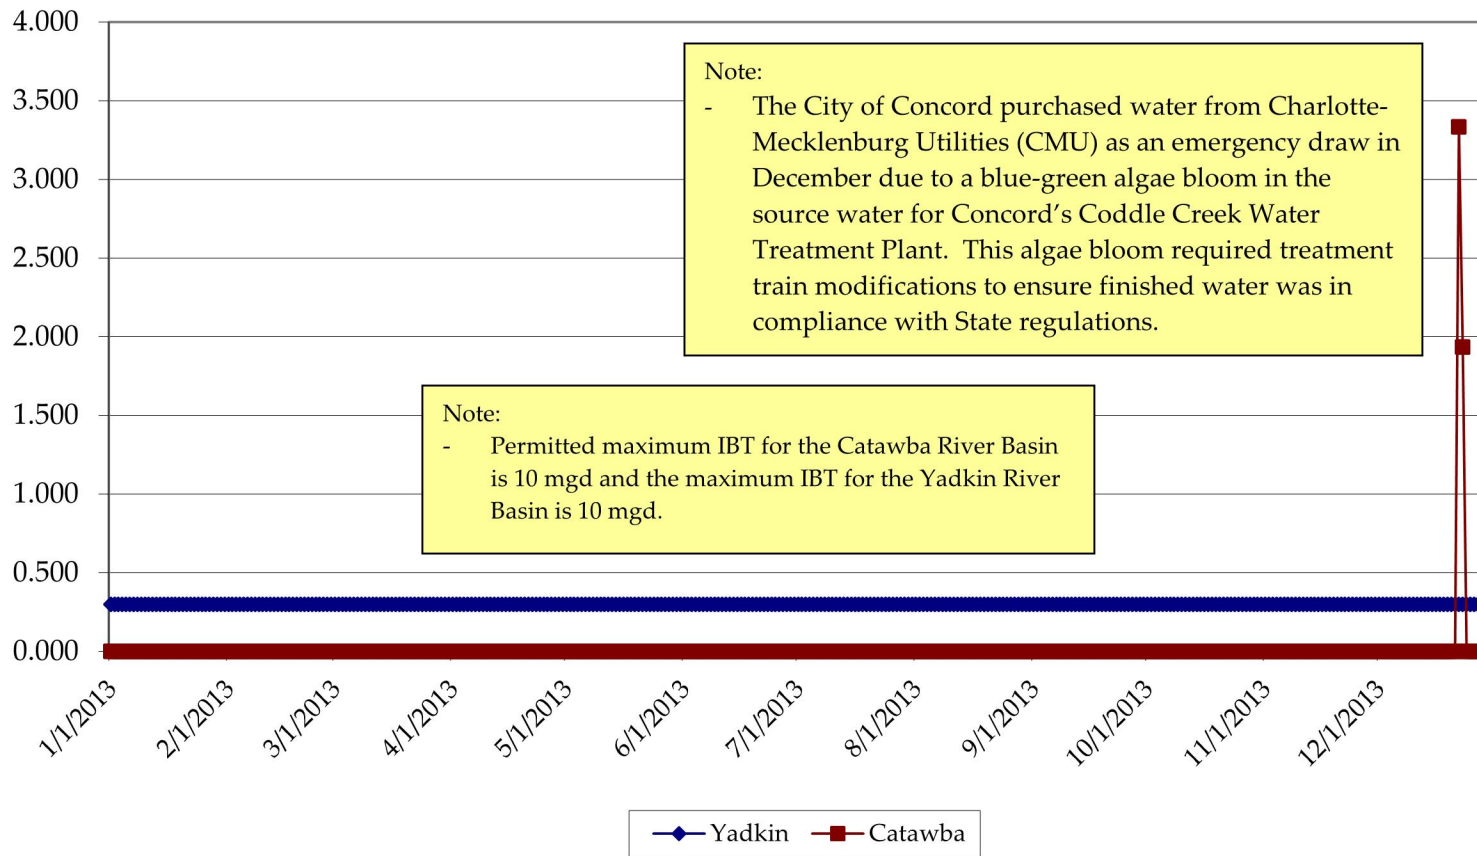 4.000
3.500
3.000
2.500
2.000
1.500
1.000
0.500
0.000
Note:
- The City of Concord purchased water from Charlotte-
Mecklenburg Utilities (CMU) as an emergency draw in
December due to a blue-green algae bloom in the
source water for Concord’s Coddle Creek Water
Treatment Plant.  This algae bloom required treatment
train modifications to ensure finished water was in
compliance with State regulations.
Note:
- Permitted maximum IBT for the Catawba River Basin
is 10 mgd and the maximum IBT for the Yadkin River
Basin is 10 mgd.
1/1/2013
2/1/2013
3/1/2013
4/1/2013
5/1/2013
6/1/2013
7/1/2013
8/1/2013
9/1/2013
10/1/2013
11/1/2013
12/1/2013
Yadkin
Catawba